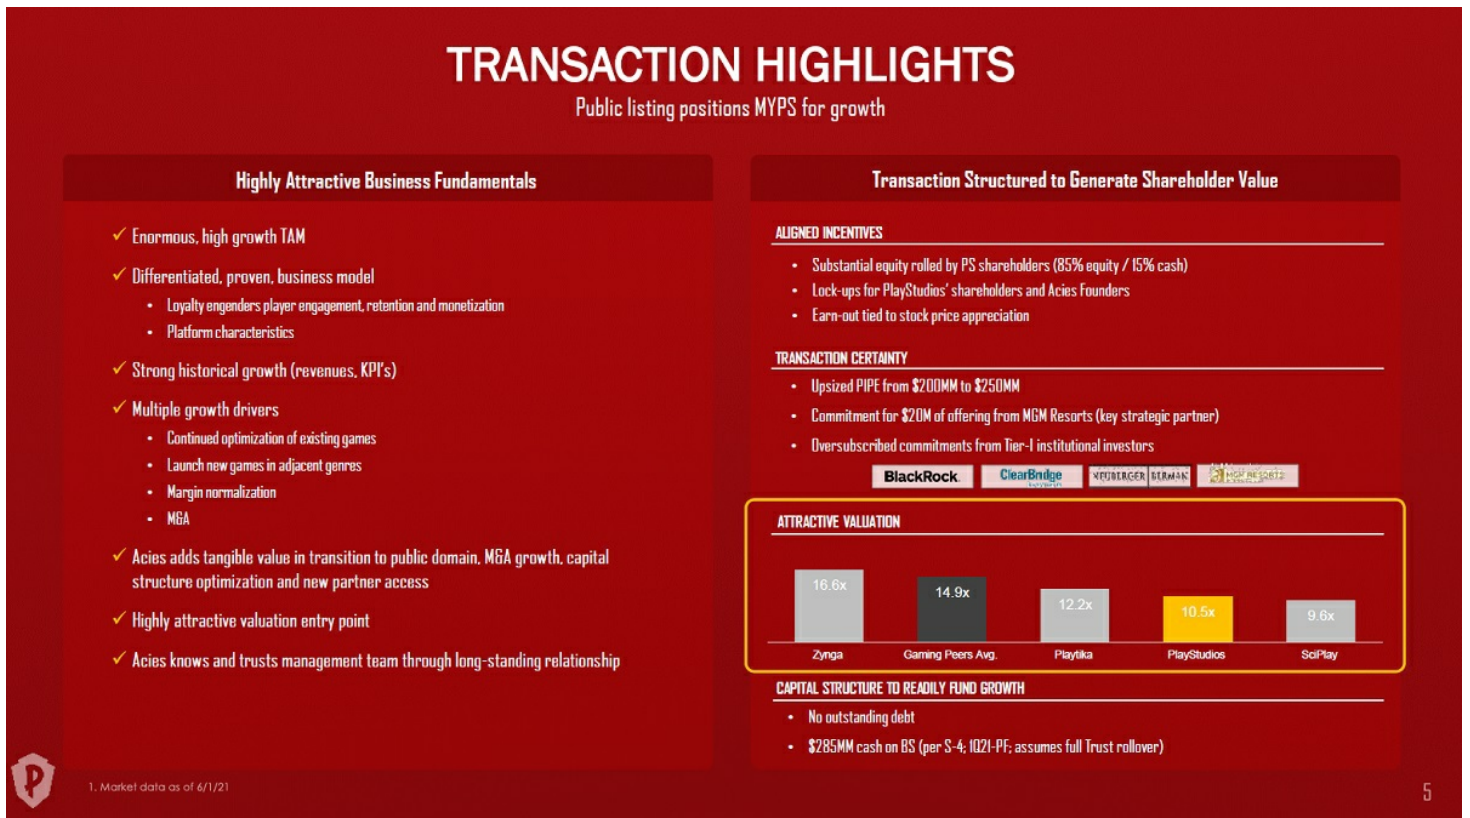 TRANSACTION HIGHLIGHTS
Public listing positions MYPS for growth
Highly Attractive Business Fundamentals
✓ Enormous, high growth TAM
✓ Differentiated, proven, business model
• Loyalty engenders player engagement, retention and monetization
• Platform characteristics
✓ Strong historical growth (revenues, KPI's)
✓ Multiple growth drivers
• Continued optimization of existing games
• Launch new games in adjacent genres
• Margin normalization
• M&A
✓ Acies adds tangible value in transition to public domain, M&A growth, capital
structure optimization and new partner access
✓ Highly attractive valuation entry point
✓ Acies knows and trusts management team through long-standing relationship
Transaction Structured to Generate Shareholder Value
ALIGNED INCENTIVES
• Substantial equity rolled by PS shareholders (85% equity / 15% cash)
• Lock-ups for PlayStudios' shareholders and Acies Founders
• Earn-out tied to stock price appreciation
TRANSACTION CERTAINTY
• Upsized PIPE from $200MM to $250MM
• Commitment for $20M of offering from MGM Resorts (key strategic partner)
• Oversubscribed commitments from Tier-1 institutional investors
BlackRock. ClearBridge NEUBERGER BERMAN MGM RESORTS
ATTRACTIVE VALUATION
16.6x 14.9x 12.2x 10.5x 9.6x
Zynga Gaming Peers Avg. Playtika PlayStudios SciPlay
CAPITAL STRUCTURE TO READILY FUND GROWTH
• No outstanding debt
• $285MM cash on BS (per S-4; 1Q21-PF; assumes full Trust rollover)
P
1. Market data as of 6/1/21
5